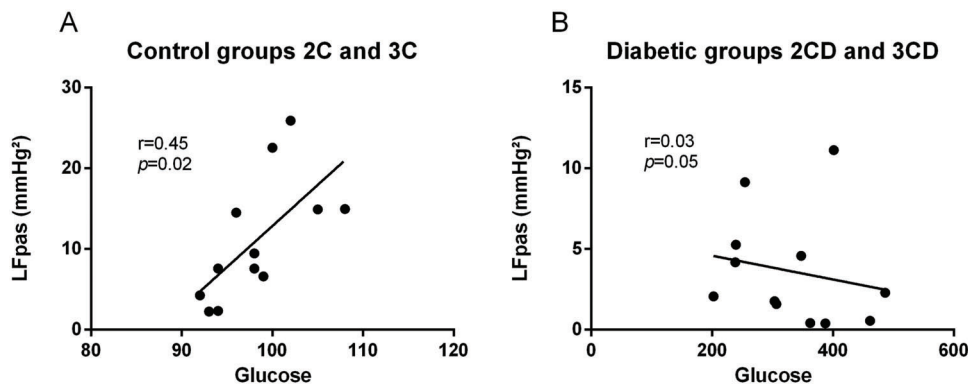 A
Control groups 2C and 3C
LFpas (mmHg²)
30
20
10
0
r=0.45
p=0.02
80
90
100
110
120
Glucose
B
Diabetic groups 2CD and 3CD
LFpas (mmHg²)
15
10
5
0
r=0.03
p=0.05
0
200
400
600
Glucose